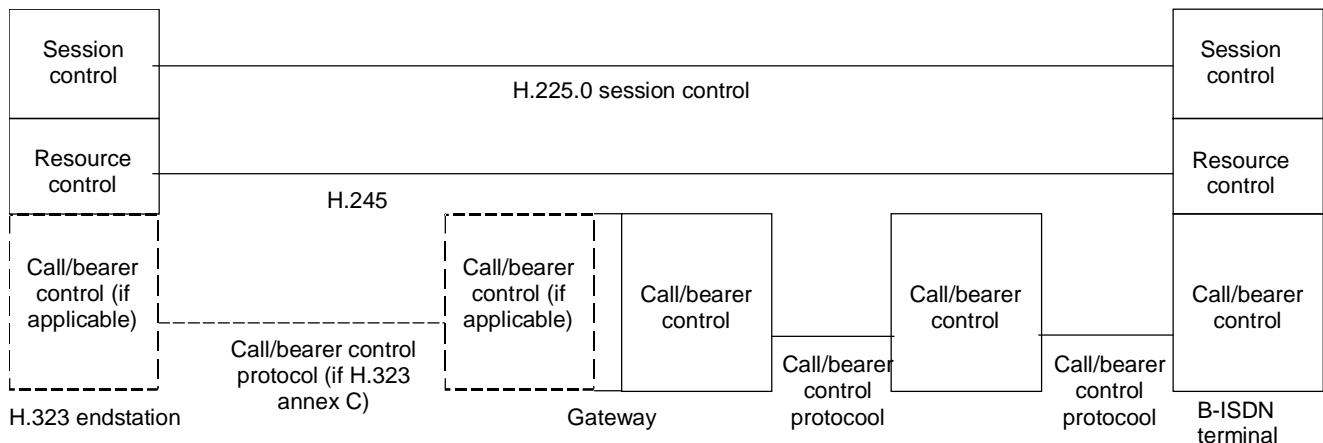 Session
control
Session
control
H.225.0 session control
Resource
control
Resource
control
H.245
Call/bearer
control (if
applicable)
Call/bearer
control (if
applicable)
Call/bearer
control
Call/bearer
control
Call/bearer
control
Call/bearer control
protocol (if H.323
annex C)
Call/bearer
control
protocool
Call/bearer
control
protocool
H.323 endstation
Gateway
B-ISDN
terminal